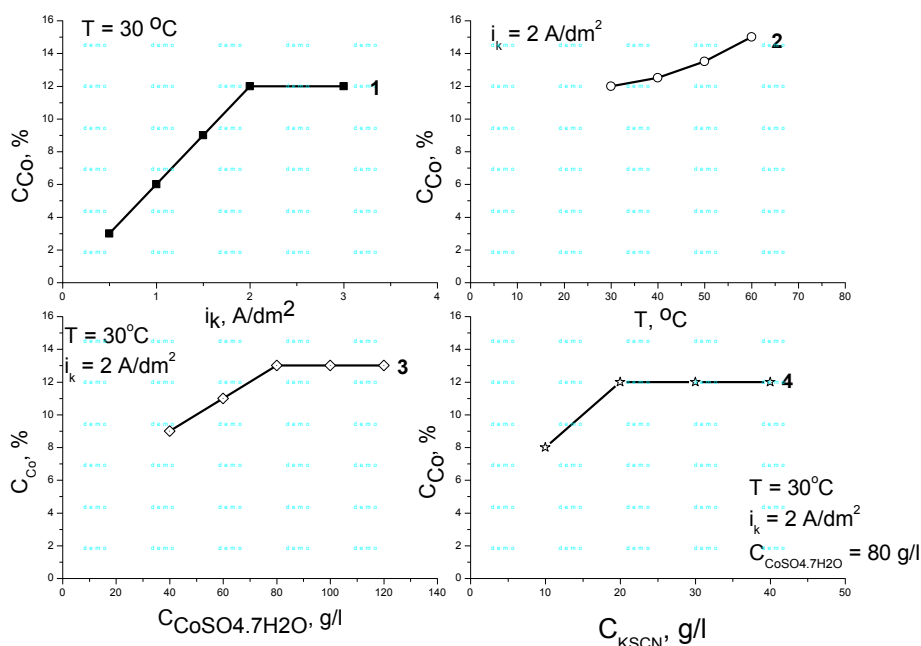 T = 30 °C
1
C_Co, %
16
14
12
10
8
6
4
2
0
0 1 2 3 4
i_k, A/dm²
i_k = 2 A/dm²
2
C_Co, %
16
14
12
10
8
6
4
2
0
0 10 20 30 40 50 60 70 80
T, °C
T = 30°C
i_k = 2 A/dm²
3
C_Co, %
16
14
12
10
8
6
4
2
0
0 20 40 60 80 100 120 140
C_CoSO4.7H2O, g/l
4
C_Co, %
16
14
12
10
8
6
4
2
0
T = 30°C
i_k = 2 A/dm²
C_CoSO4.7H2O = 80 g/l
0 10 20 30 40 50
C_KSCN, g/l
demo demo demo demo